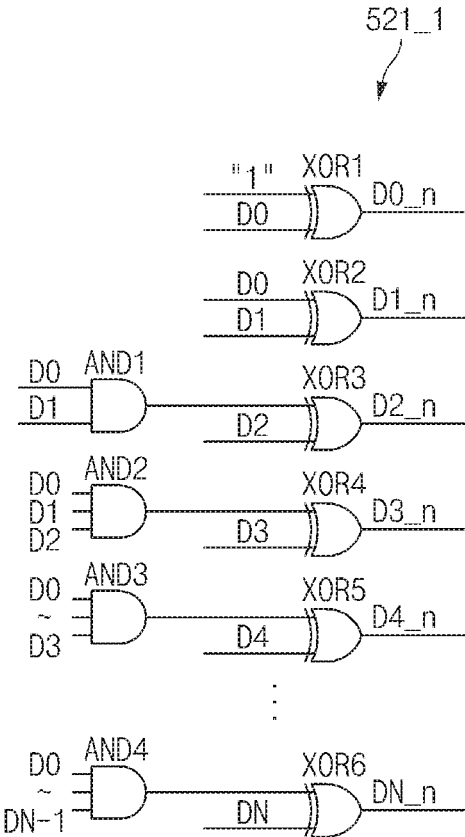 521_1
"1" XOR1
D0 D0_n
D0 XOR2
D1 D1_n
D0 AND1 XOR3
D1 D2 D2_n
D0 AND2 XOR4
D1 D3 D3_n
D2
D0 AND3 XOR5
~ D4 D4_n
D3
⋮
D0 AND4 XOR6
~ DN DN_n
DN-1